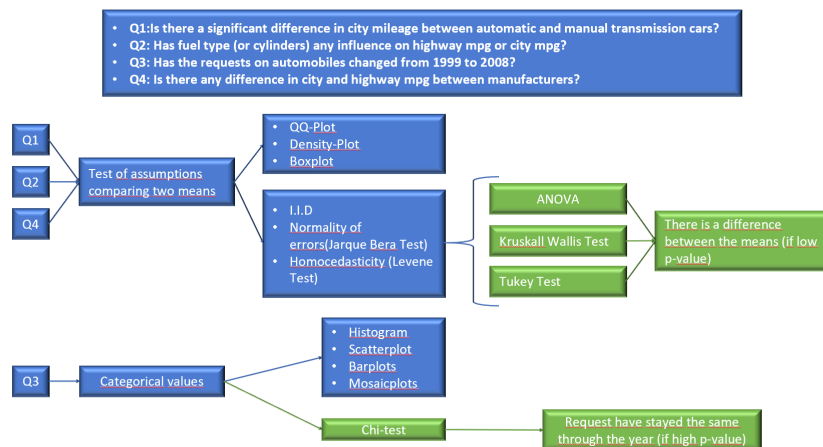 • Q1:Is there a significant difference in city mileage between automatic and manual transmission cars?
• Q2: Has fuel type (or cylinders) any influence on highway mpg or city mpg?
• Q3: Has the requests on automobiles changed from 1999 to 2008?
• Q4: Is there any difference in city and highway mpg between manufacturers?
Q1
Q2
Q4
Test of assumptions
comparing two means
• QQ-Plot
• Density-Plot
• Boxplot
• I.I.D
• Normality of
errors(Jarque Bera Test)
• Homocedasticity (Levene
Test)
ANOVA
Kruskall Wallis Test
Tukey Test
There is a difference
between the means (if low
p-value)
Q3
Categorical values
• Histogram
• Scatterplot
• Barplots
• Mosaicplots
Chi-test
Request have stayed the same
through the year (if high p-value)